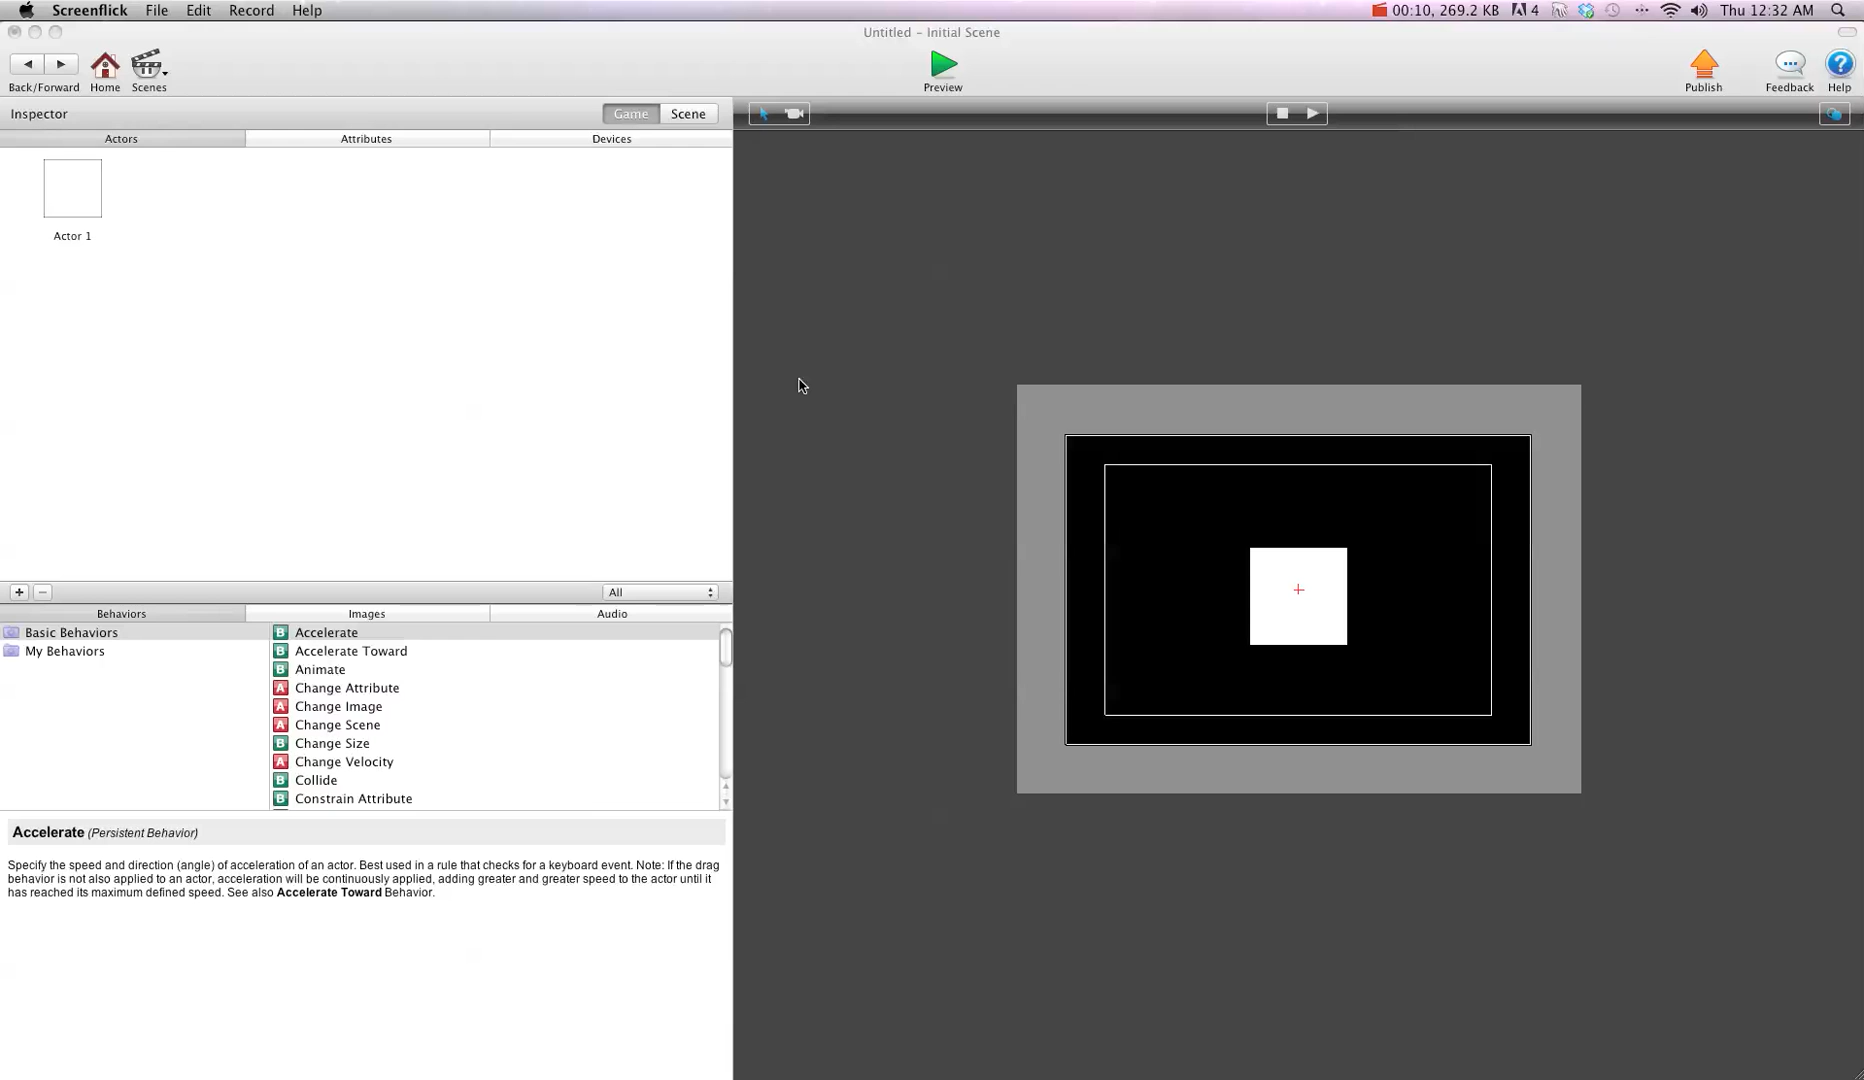 Screenflick File Edit Record Help 00:10, 269.2 KB 4 Thu 12:32 AM
Untitled – Initial Scene
Back/Forward Home Scenes Preview Publish Feedback Help
Inspector Game Scene
Actors Attributes Devices
Actor 1
All
Behaviors Images Audio
Basic Behaviors
My Behaviors
B Accelerate
B Accelerate Toward
B Animate
A Change Attribute
A Change Image
A Change Scene
B Change Size
A Change Velocity
B Collide
B Constrain Attribute
Accelerate (Persistent Behavior)
Specify the speed and direction (angle) of acceleration of an actor. Best used in a rule that checks for a keyboard event. Note: If the drag
behavior is not also applied to an actor, acceleration will be continuously applied, adding greater and greater speed to the actor until it
has reached its maximum defined speed. See also Accelerate Toward Behavior.